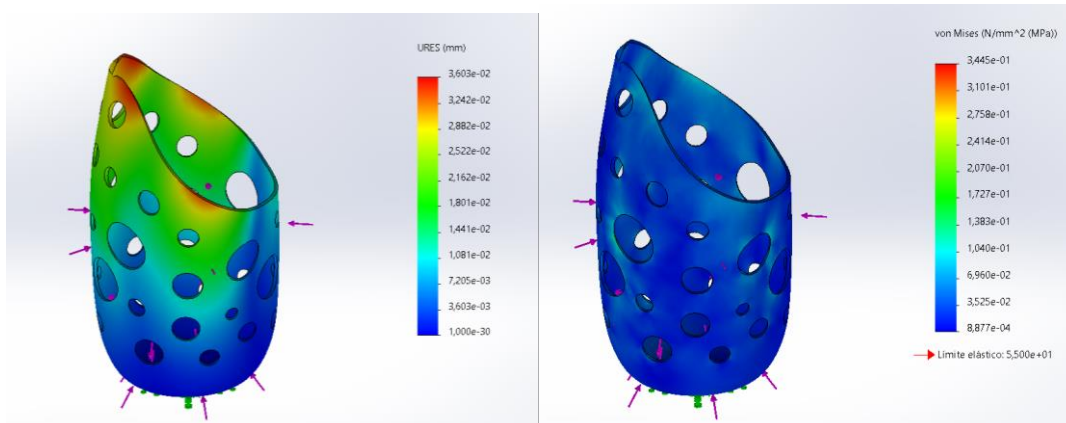 URES (mm)
3,603e-02
3,242e-02
2,882e-02
2,522e-02
2,162e-02
1,801e-02
1,441e-02
1,081e-02
7,205e-03
3,603e-03
1,000e-30
von Mises (N/mm^2 (MPa))
3,445e-01
3,101e-01
2,758e-01
2,414e-01
2,070e-01
1,727e-01
1,383e-01
1,040e-01
6,960e-02
3,525e-02
8,877e-04
Límite elástico: 5,500e+01